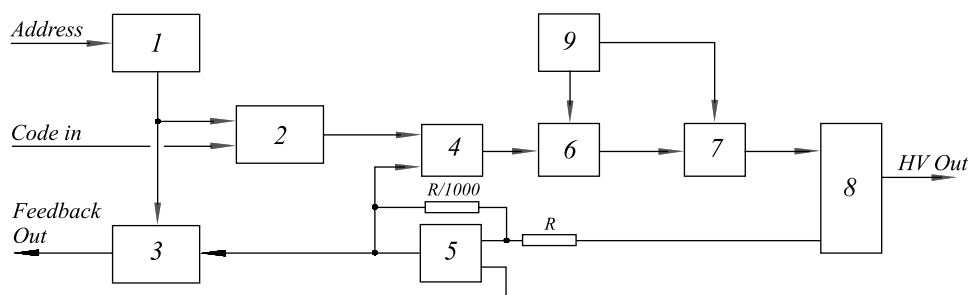 Address
1
9
Code in
2
4
6
7
8
HV Out
R/1000
R
Feedback
Out
3
5